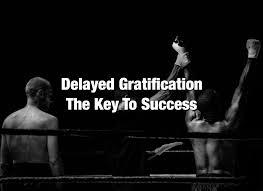 Delayed Gratification
The Key To Success